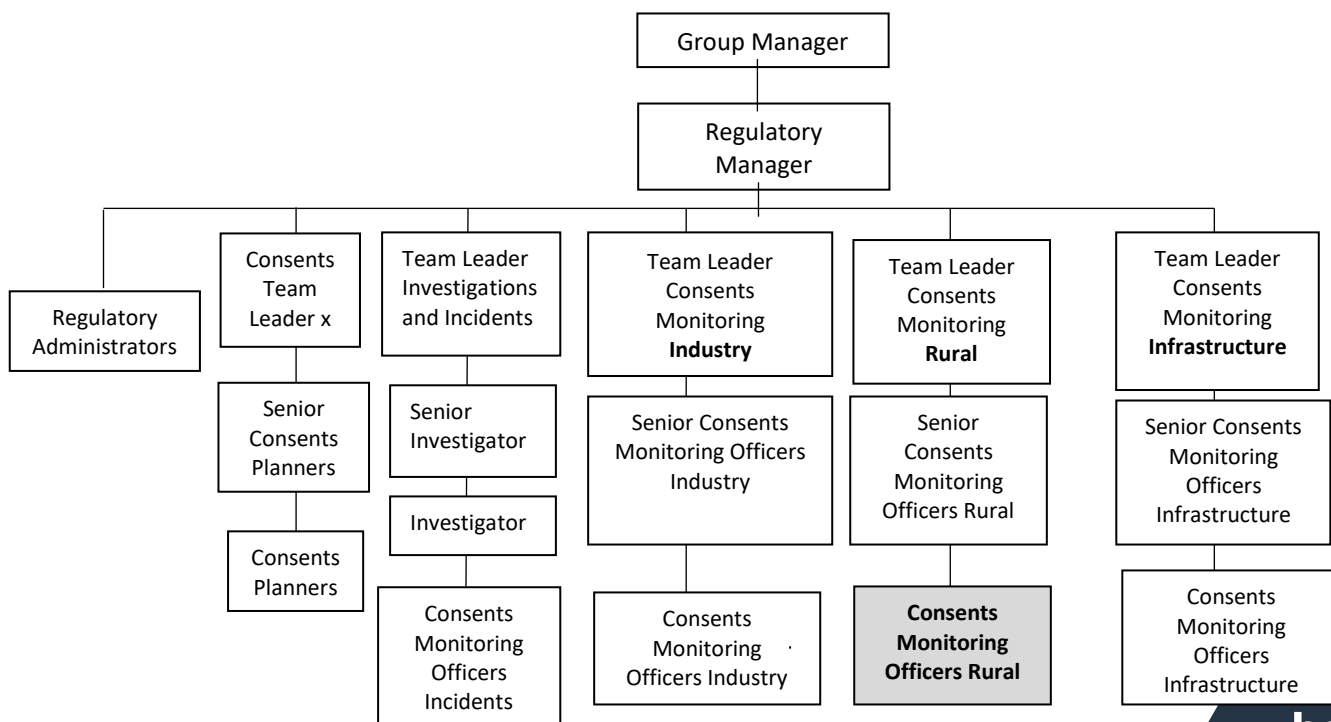 Group Manager
Regulatory
Manager
Regulatory
Administrators
Consents
Team
Leader x
Senior
Consents
Planners
Consents
Planners
Team Leader
Investigations
and Incidents
Senior
Investigator
Investigator
Consents
Monitoring
Officers
Incidents
Team Leader
Consents
Monitoring
Industry
Senior Consents
Monitoring Officers
Industry
Consents
Monitoring
Officers Industry
Team Leader
Consents
Monitoring
Rural
Senior
Consents
Monitoring
Officers Rural
Consents
Monitoring
Officers Rural
Team Leader
Consents
Monitoring
Infrastructure
Senior Consents
Monitoring
Officers
Infrastructure
Consents
Monitoring
Officers
Infrastructure